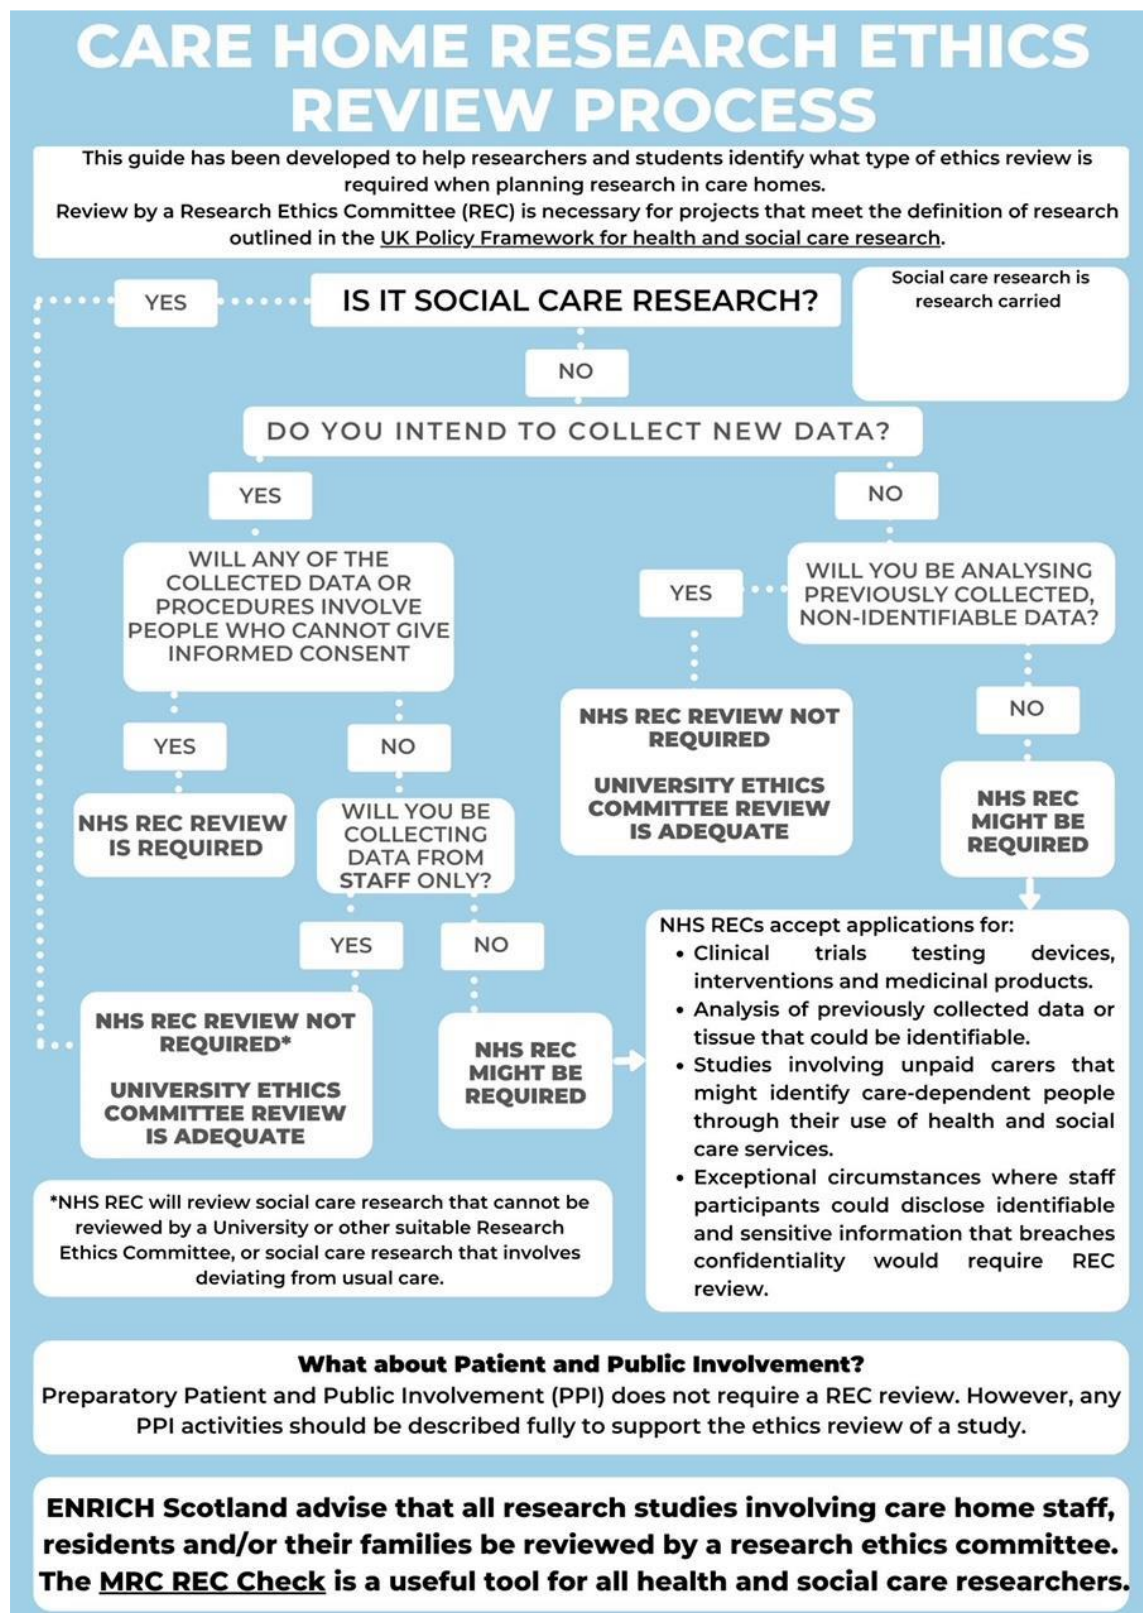 CARE HOME RESEARCH ETHICS
REVIEW PROCESS
This guide has been developed to help researchers and students identify what type of ethics review is
required when planning research in care homes.
Review by a Research Ethics Committee (REC) is necessary for projects that meet the definition of research
outlined in the UK Policy Framework for health and social care research.
YES
IS IT SOCIAL CARE RESEARCH?
Social care research is
research carried
NO
DO YOU INTEND TO COLLECT NEW DATA?
YES
NO
WILL ANY OF THE
COLLECTED DATA OR
PROCEDURES INVOLVE
PEOPLE WHO CANNOT GIVE
INFORMED CONSENT
YES
WILL YOU BE ANALYSING
PREVIOUSLY COLLECTED,
NON-IDENTIFIABLE DATA?
YES
NO
NHS REC REVIEW NOT
REQUIRED
UNIVERSITY ETHICS
COMMITTEE REVIEW
IS ADEQUATE
NO
NHS REC REVIEW
IS REQUIRED
WILL YOU BE
COLLECTING
DATA FROM
STAFF ONLY?
NHS REC
MIGHT BE
REQUIRED
YES
NO
NHS REC REVIEW NOT
REQUIRED*
UNIVERSITY ETHICS
COMMITTEE REVIEW
IS ADEQUATE
NHS REC
MIGHT BE
REQUIRED
NHS RECs accept applications for:
• Clinical trials testing devices,
interventions and medicinal products.
• Analysis of previously collected data or
tissue that could be identifiable.
• Studies involving unpaid carers that
might identify care-dependent people
through their use of health and social
care services.
• Exceptional circumstances where staff
participants could disclose identifiable
and sensitive information that breaches
confidentiality would require REC
review.
*NHS REC will review social care research that cannot be
reviewed by a University or other suitable Research
Ethics Committee, or social care research that involves
deviating from usual care.
What about Patient and Public Involvement?
Preparatory Patient and Public Involvement (PPI) does not require a REC review. However, any
PPI activities should be described fully to support the ethics review of a study.
ENRICH Scotland advise that all research studies involving care home staff,
residents and/or their families be reviewed by a research ethics committee.
The MRC REC Check is a useful tool for all health and social care researchers.